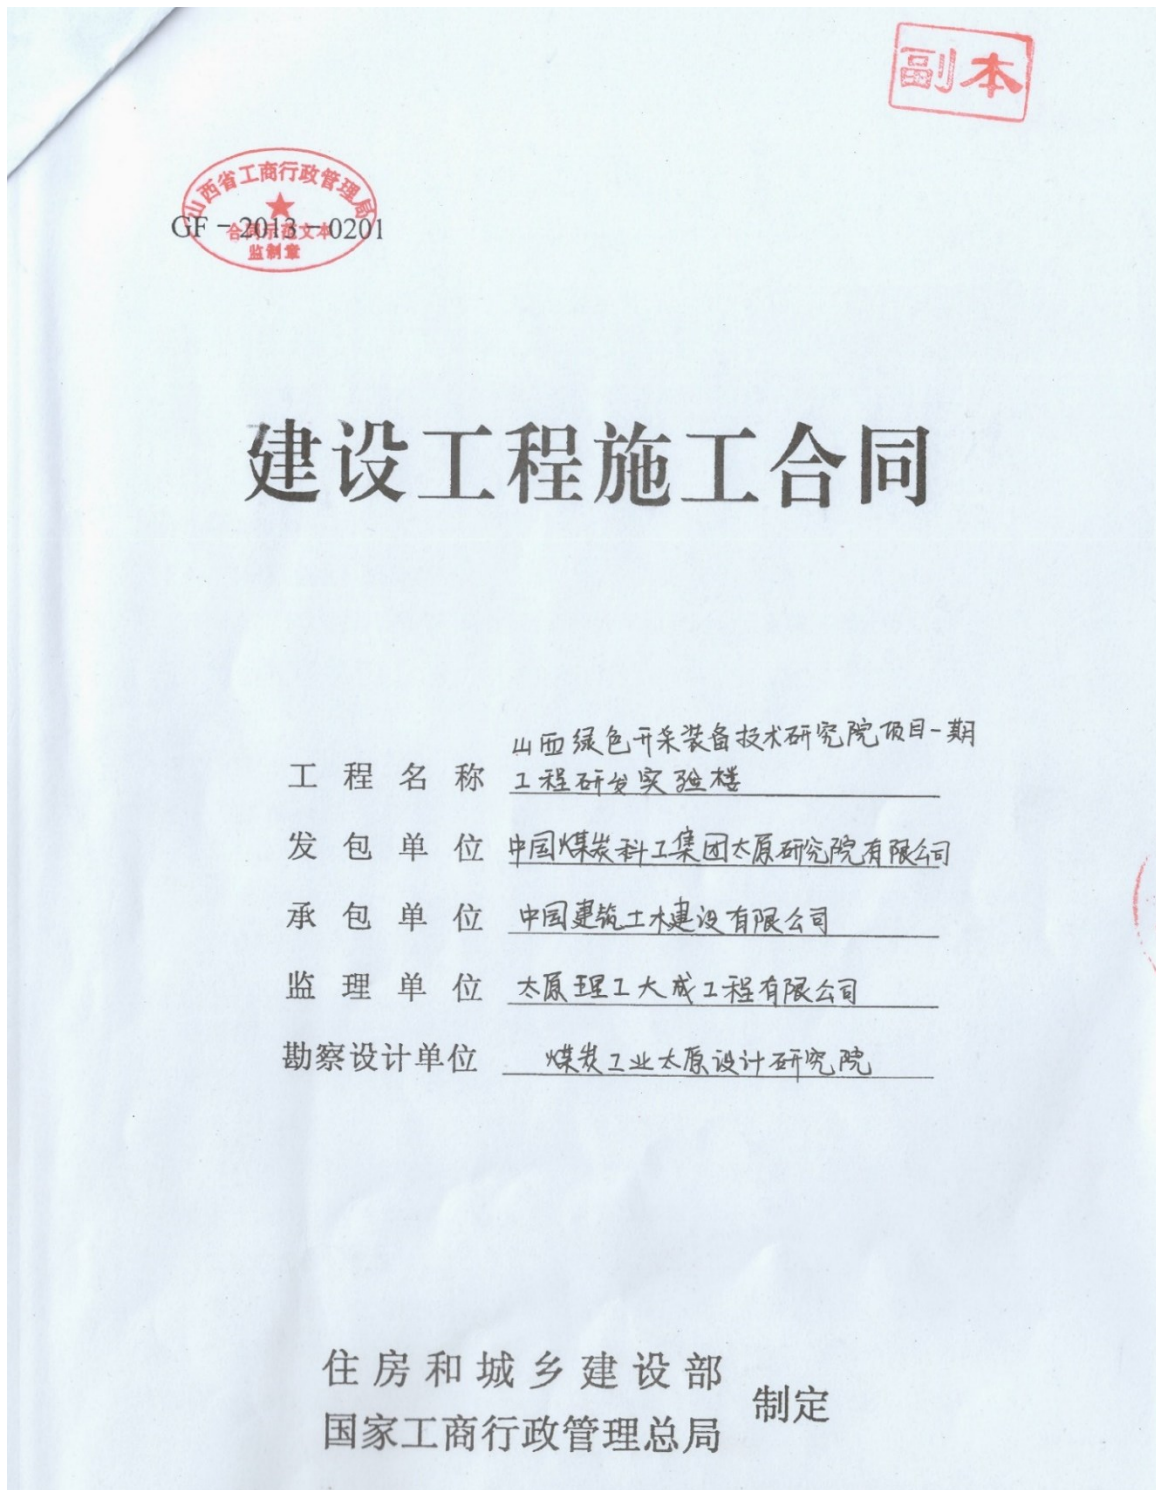 副本
山西省工商行政管理局
GF-2013-0201
合同示范文本
监制章
建设工程施工合同
山西绿色开采装备技术研究院项目一期
工程名称 工程研发实验楼
发包单位 中国煤炭科工集团太原研究院有限公司
承包单位 中国建筑土木建设有限公司
监理单位 太原理工大成工程有限公司
勘察设计单位 煤炭工业太原设计研究院
住房和城乡建设部
国家工商行政管理总局
制定